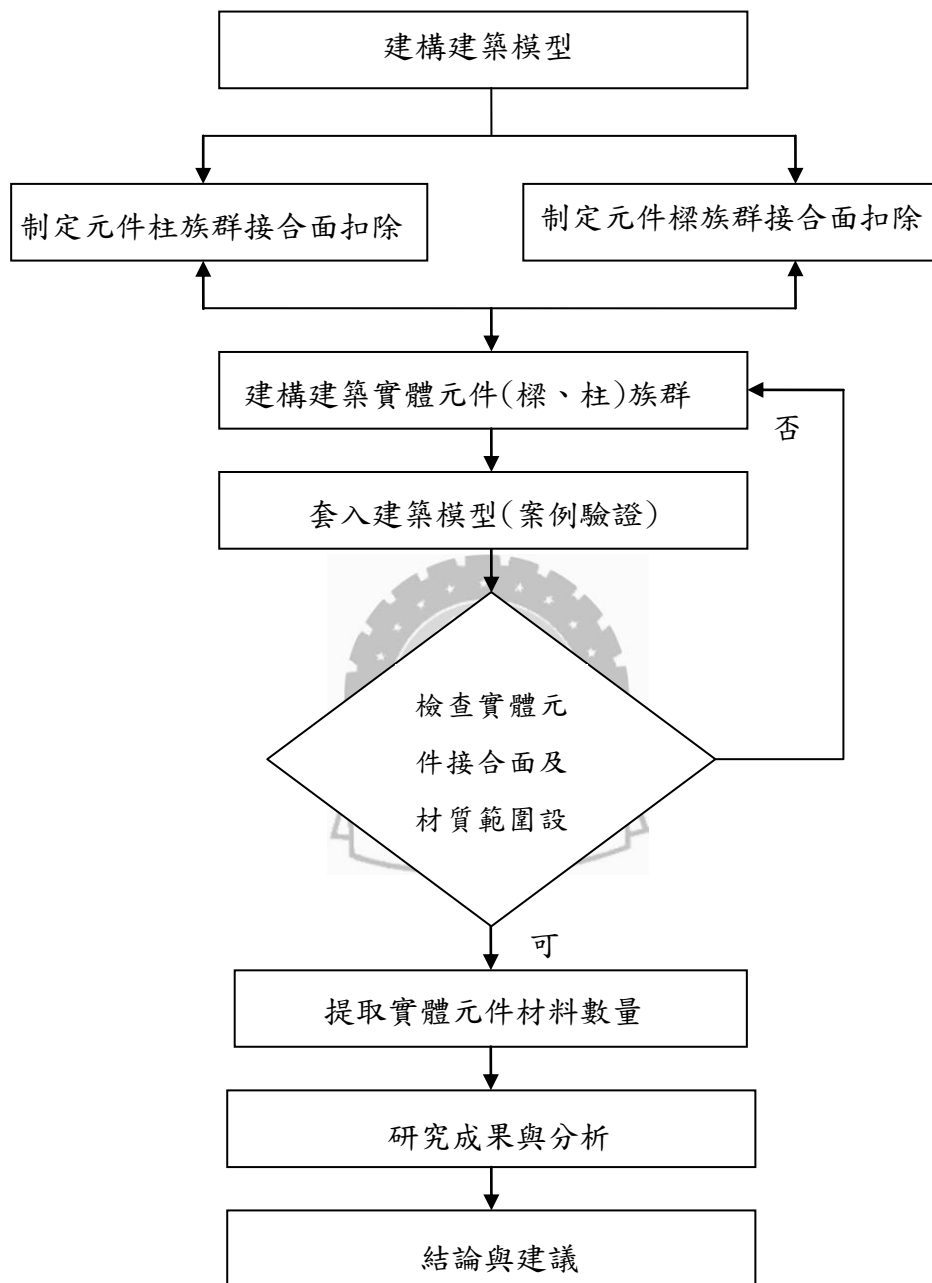 建構建築模型
制定元件柱族群接合面扣除
制定元件樑族群接合面扣除
建構建築實體元件(樑、柱)族群
否
套入建築模型(案例驗證)
檢查實體元
件接合面及
材質範圍設
可
提取實體元件材料數量
研究成果與分析
結論與建議